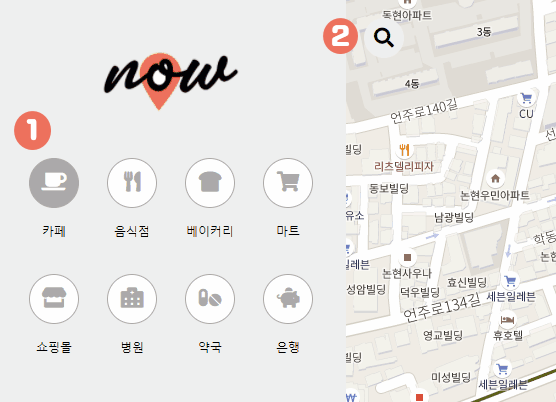 now
1
카페
음식점
베이커리
마트
쇼핑몰
병원
약국
은행
2
독현아파트
3동
4동
언주로140길
CU
빌딩
리츠델리피자
동보빌딩
논현우민아파트
유소
남광빌딩
학동
일레븐
논현사우나
논현
성암빌딩
덕우빌딩
효신빌딩
세븐일레븐
언주로134길
영교빌딩
휴호텔
빌딩
미성빌딩
세븐일레븐